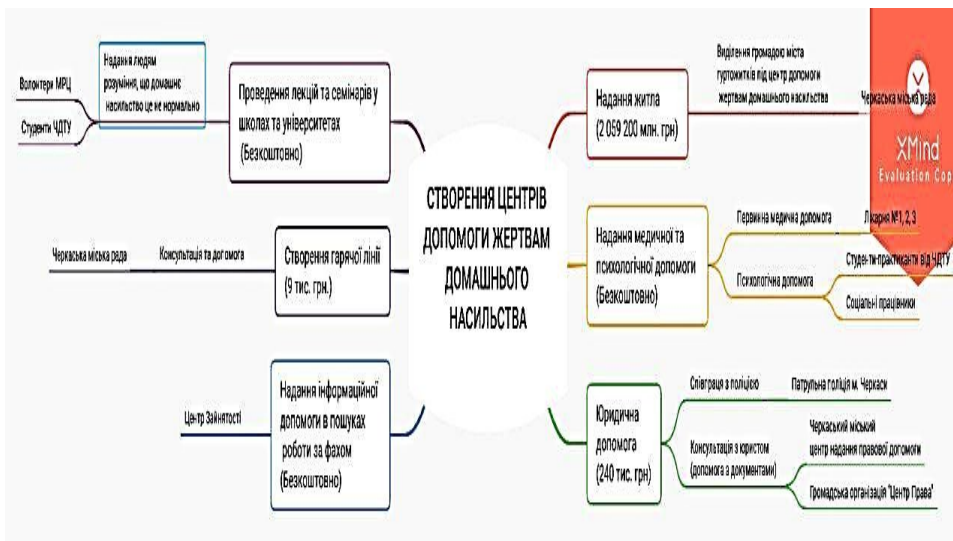 СТВОРЕННЯ ЦЕНТРІВ
ДОПОМОГИ ЖЕРТВАМ
ДОМАШНЬОГО
НАСИЛЬСТВА
Проведення лекцій та семінарів у
школах та університетах
(Безкоштовно)
Надання людям
розуміння, що домашнє
насильство це не нормально
Волонтери МРЦ
Студенти ЧДТУ
Створення гарячої лінії
(9 тис. грн.)
Консультація та догомога
Черкаська міська рада
Надання інформаційної
допомоги в пошуках
роботи за фахом
(Безкоштовно)
Центр Зайнятості
Надання житла
(2 059 200 млн. грн)
Виділення громадою міста
гуртожитків під центр допомоги
жертвам домашнього насильства
Черкаська міська рада
Надання медичної та
психологічної допомоги
(Безкоштовно)
Первинна медична допомога
Лікарня №1, 2, 3
Психологічна допомога
Студенти-практиканти від ЧДТУ
Соціальні працівники
Юридична
допомога
(240 тис. грн)
Співграця з поліцією
Патрульна поліція м. Черкаси
Консультація з юристом
(допомога з документами)
Черкаський міський
центр надання правової допомоги
Громадська організація "Центр Права"
XMind
Evaluation Cop